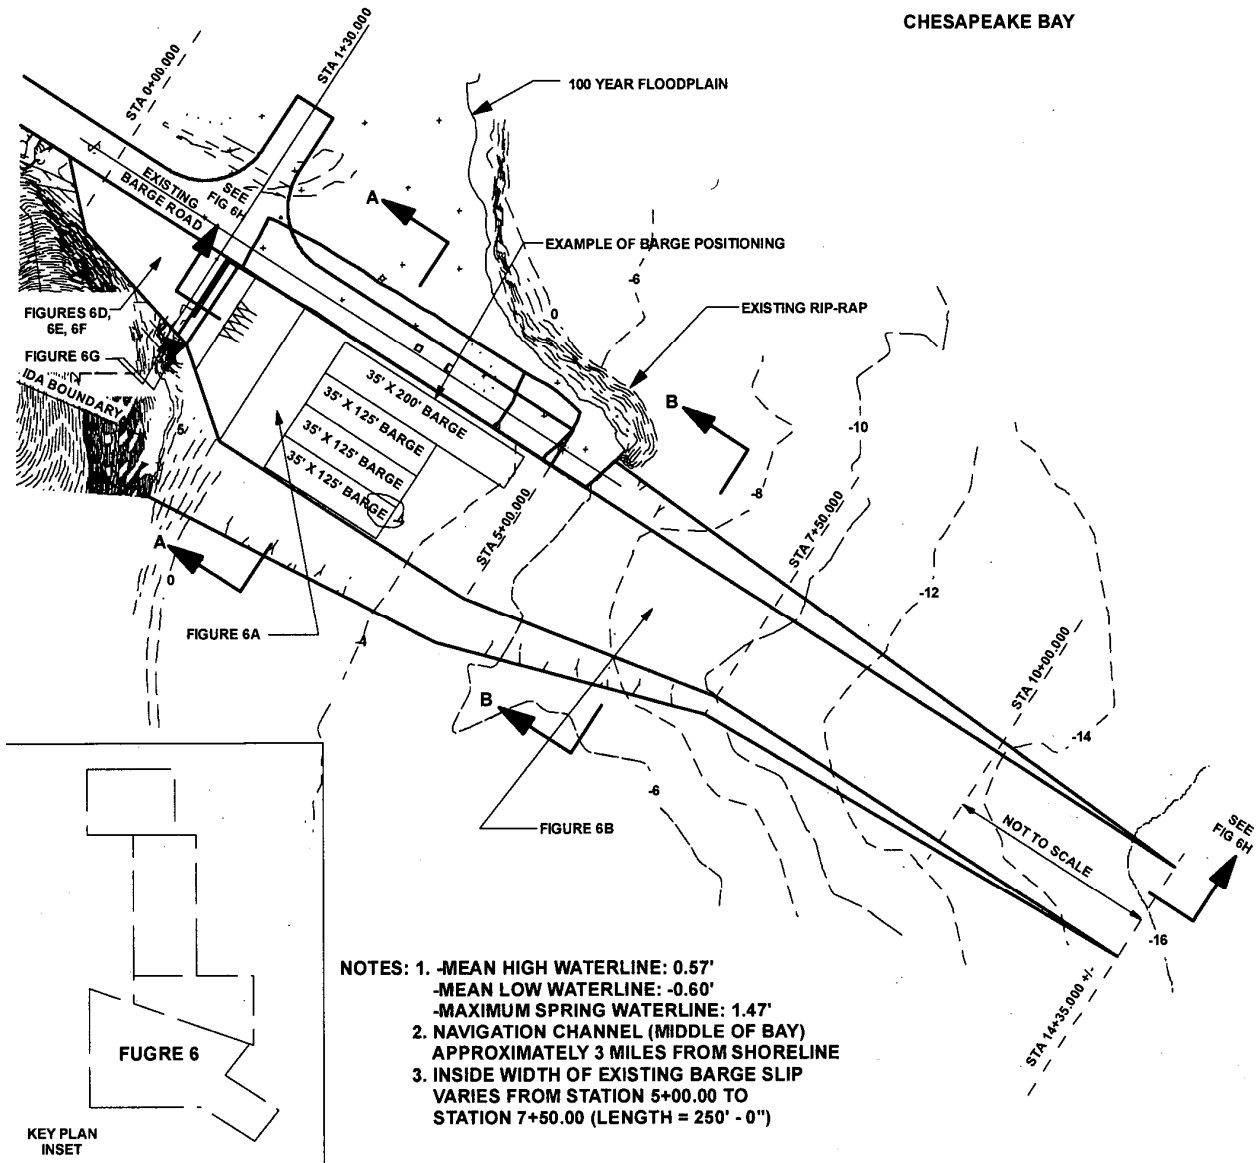 CHESAPEAKE BAY
STA 0+00.000
STA 1+30.000
100 YEAR FLOODPLAIN
EXISTING
BARGE ROAD
SEE
FIG 6H
A
EXAMPLE OF BARGE POSITIONING
-6
0
EXISTING RIP-RAP
FIGURES 6D,
6E, 6F
FIGURE 6G
IDA BOUNDARY
5
35' X 200' BARGE
35' X 125' BARGE
35' X 125' BARGE
35' X 125' BARGE
B
-10
-8
STA 5+00.000
STA 7+50.000
A
0
-12
FIGURE 6A
STA 10+00.000
B
-14
-6
FIGURE 6B
NOT TO SCALE
SEE
FIG 6H
-16
STA 14+35.000 +/-
NOTES: 1. -MEAN HIGH WATERLINE: 0.57'
-MEAN LOW WATERLINE: -0.60'
-MAXIMUM SPRING WATERLINE: 1.47'
2. NAVIGATION CHANNEL (MIDDLE OF BAY)
APPROXIMATELY 3 MILES FROM SHORELINE
3. INSIDE WIDTH OF EXISTING BARGE SLIP
VARIES FROM STATION 5+00.00 TO
STATION 7+50.00 (LENGTH = 250' - 0")
FUGRE 6
KEY PLAN
INSET